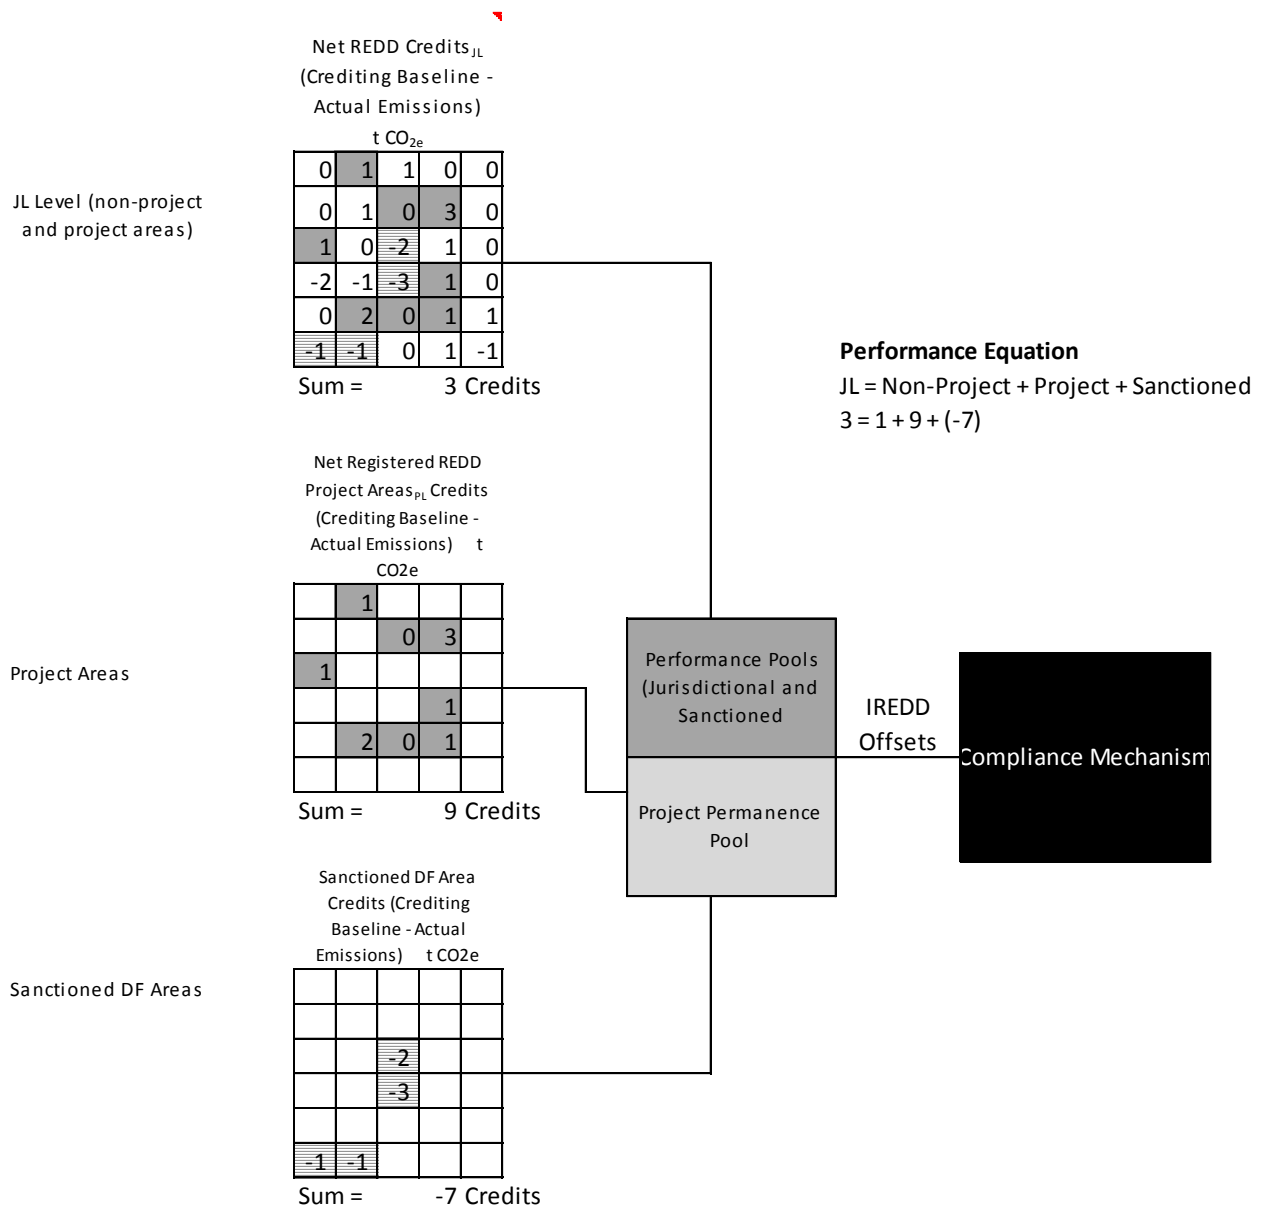 Net REDD Credits JL
(Crediting Baseline -
Actual Emissions)
t CO2e
JL Level (non-project
and project areas)
0 1 1 0 0
0 1 0 3 0
1 0 -2 1 0
-2 -1 -3 1 0
0 2 0 1 1
-1 -1 0 1 -1
Sum = 3 Credits
Performance Equation
JL = Non-Project + Project + Sanctioned
3 = 1 + 9 + (-7)
Net Registered REDD
Project Areas PL Credits
(Crediting Baseline -
Actual Emissions) t
CO2e
Project Areas
1
0 3
1
1
2 0 1
Sum = 9 Credits
Performance Pools
(Jurisdictional and
Sanctioned
Project Permanence
Pool
IREDD
Offsets
Compliance Mechanism
Sanctioned DF Area
Credits (Crediting
Baseline - Actual
Emissions) t CO2e
Sanctioned DF Areas
-2
-3
-1 -1
Sum = -7 Credits